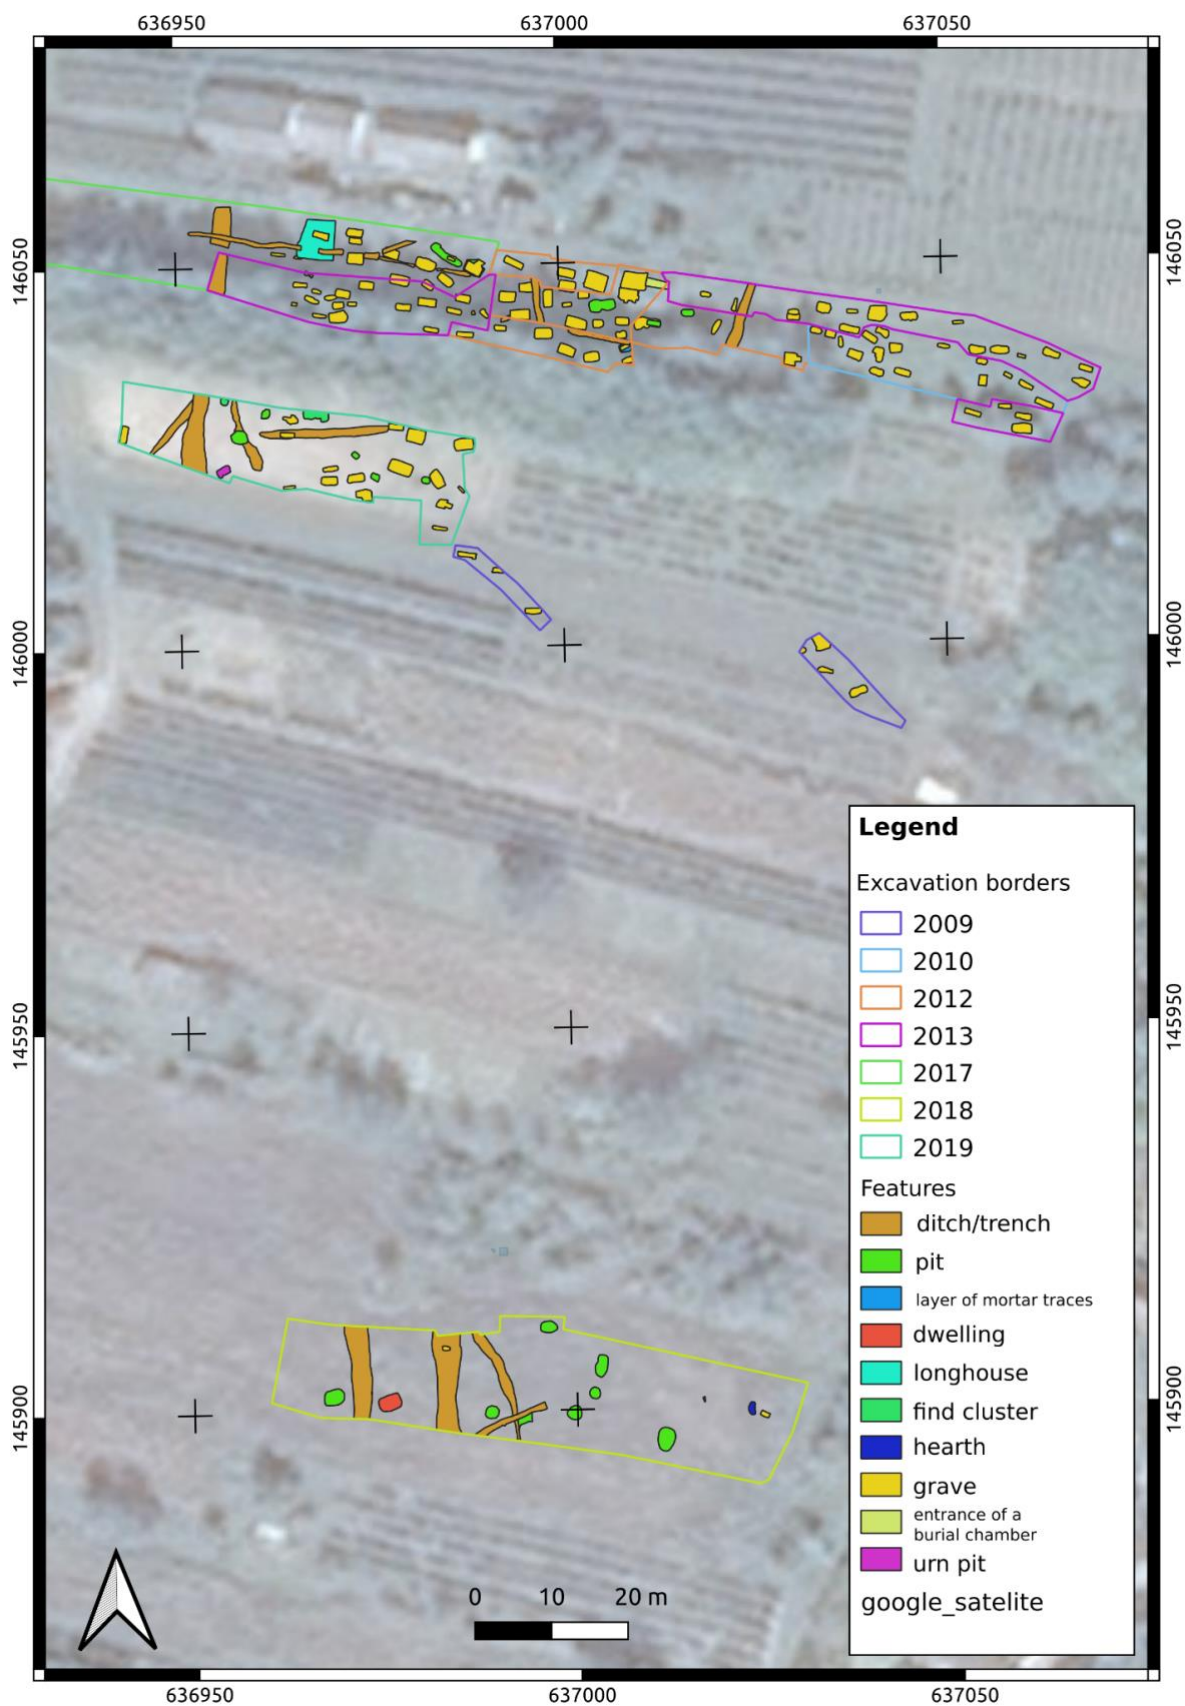 636950 637000 637050
146050 146050
146000 146000
Legend
Excavation borders
2009
2010
2012
2013
145950 145950
2017
2018
2019
Features
ditch/trench
pit
layer of mortar traces
dwelling
longhouse
145900 145900
find cluster
hearth
grave
entrance of a
burial chamber
urn pit
google_satelite
0 10 20 m
636950 637000 637050